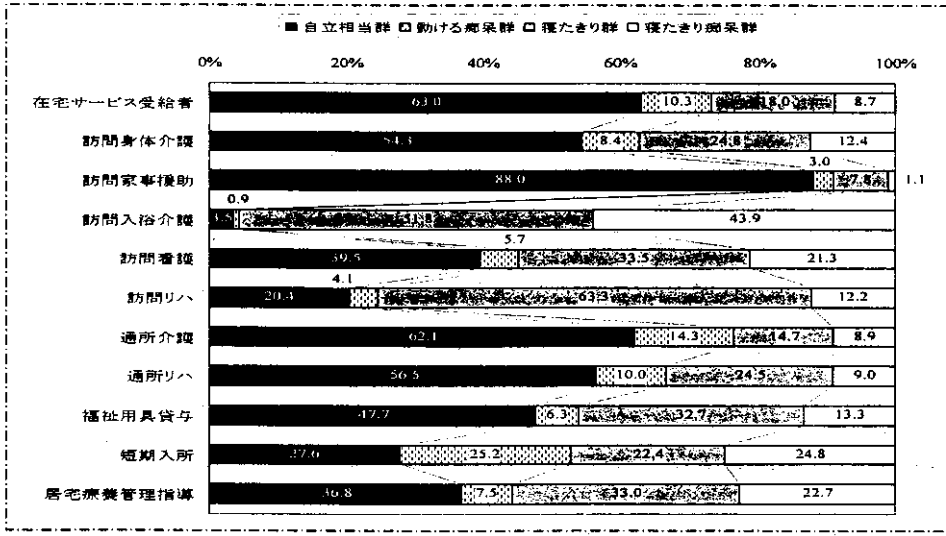 ■ 自立相当群 動ける痴呆群 寝たきり群 寝たきり痴呆群
0% 20% 40% 60% 80% 100%
在宅サービス受給者 63.0 10.3 18.0 8.7
訪問身体介護 54.3 8.4 24.8 12.4
3.0
訪問家事援助 88.0 7.8 1.1
0.9
訪問入浴介護 3.5 51.8 43.9
5.7
訪問看護 39.5 33.5 21.3
4.1
訪問リハ 20.4 63.3 12.2
通所介護 62.1 14.3 14.7 8.9
通所リハ 56.5 10.0 24.5 9.0
福祉用具貸与 47.7 6.3 32.7 13.3
短期入所 27.6 25.2 22.4 24.8
居宅療養管理指導 36.8 7.5 33.0 22.7